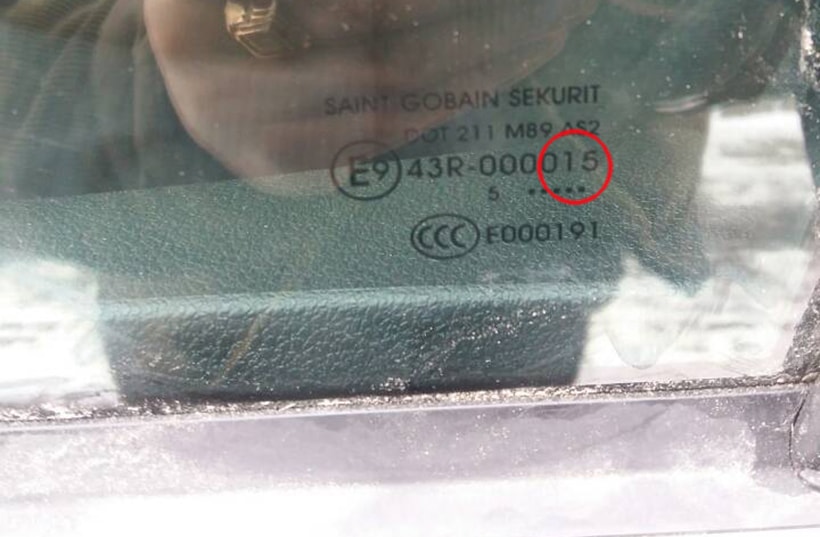 SAINT GOBAIN SEKURIT
DOT 211 M89 AS2
E9 43R-000015
5 •••••
CCC E000191